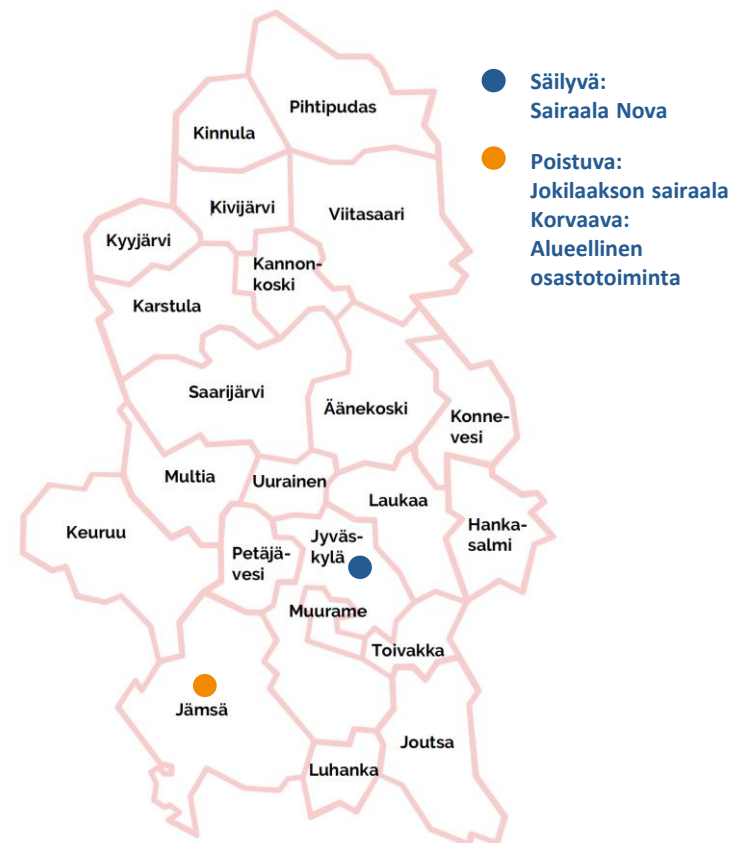 Säilyvä:
Sairaala Nova
Poistuva:
Jokilaakson sairaala
Korvaava:
Alueellinen
osastotoiminta
Pihtipudas
Kinnula
Kivijärvi
Viitasaari
Kyyjärvi
Kannon-
koski
Karstula
Saarijärvi
Äänekoski
Konne-
vesi
Multia
Uurainen
Laukaa
Keuruu
Petäjä-
vesi
Jyväs-
kylä
Hanka-
salmi
Muurame
Toivakka
Jämsä
Joutsa
Luhanka